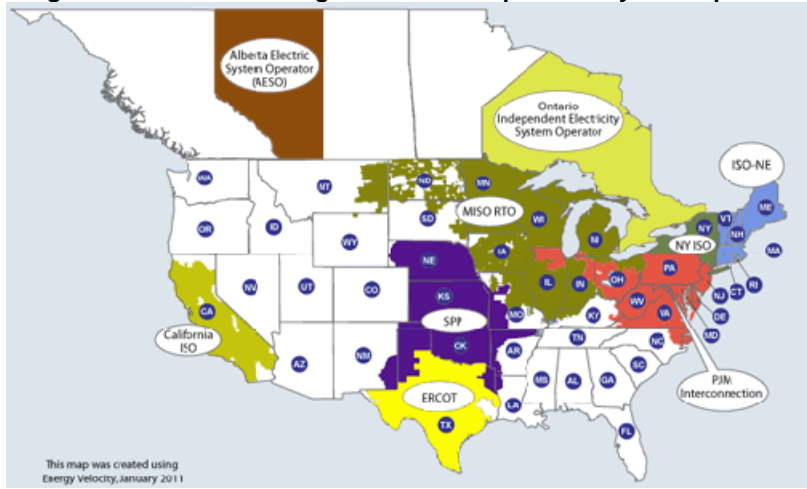 Alberta Electric
System Operator
(AESO)
Ontario
Independent Electricity
System Operator
ISO-NE
WA
MT
ND
MN
VT
ME
OR
ID
SD
MISO RTO
WI
MI
NY
NH
NY ISO
MA
WY
IA
NE
PA
NV
UT
CO
IL
IN
OH
NJ
CT
RI
CA
KS
MO
WV
VA
DE
KY
MD
California
ISO
SPP
OK
AR
TN
NC
AZ
NM
MS
AL
GA
SC
PJM
Interconnection
ERCOT
TX
LA
FL
This map was created using
Energy Velocity, January 2011